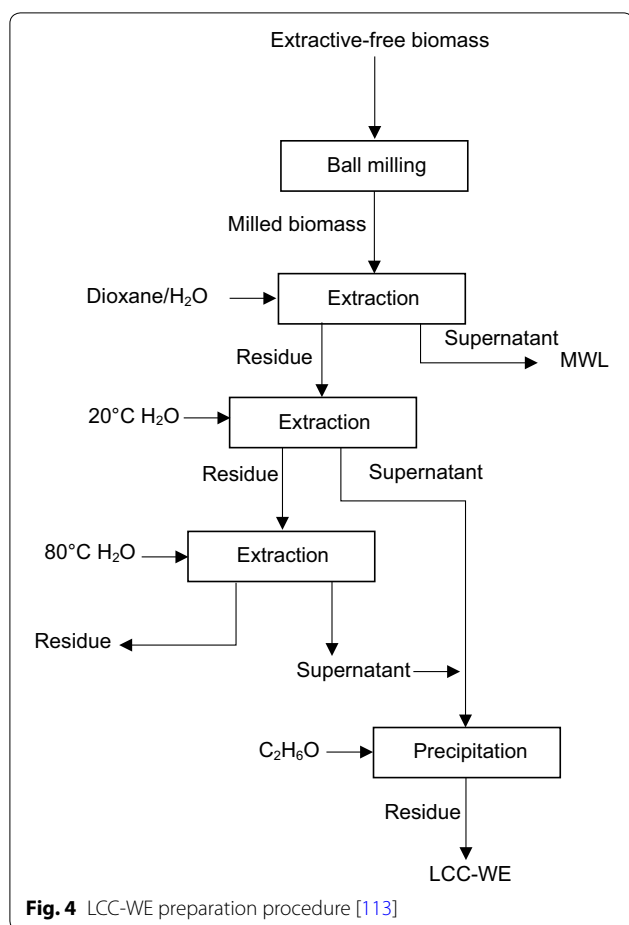 Extractive-free biomass
Ball milling
Milled biomass
Dioxane/H₂O
Extraction
Supernatant
Residue
MWL
20°C H₂O
Extraction
Residue
Supernatant
80°C H₂O
Extraction
Residue
Supernatant
C₂H₆O
Precipitation
Residue
LCC-WE
Fig. 4 LCC-WE preparation procedure [113]